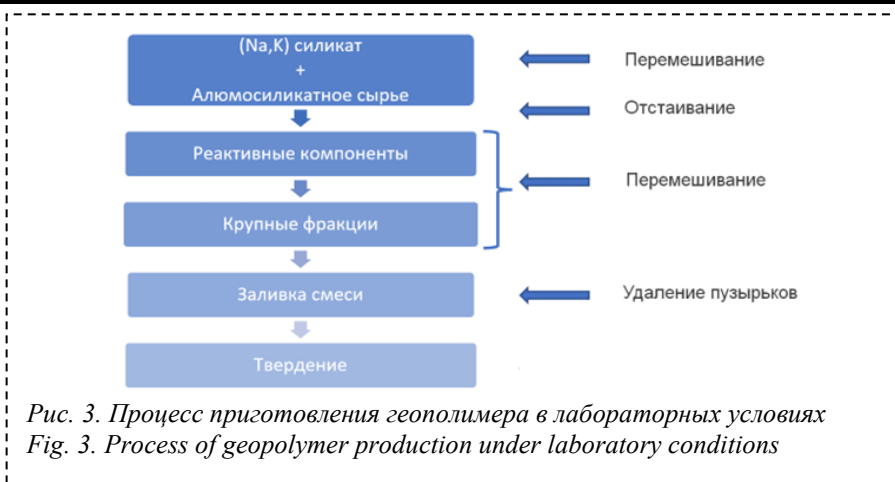 (Na,K) силикат
+
Алюмосиликатное сырье
Перемешивание
Отстаивание
Реактивные компоненты
Перемешивание
Крупные фракции
Заливка смеси
Удаление пузырьков
Твердение
Рис. 3. Процесс приготовления геополимера в лабораторных условиях
Fig. 3. Process of geopolymer production under laboratory conditions